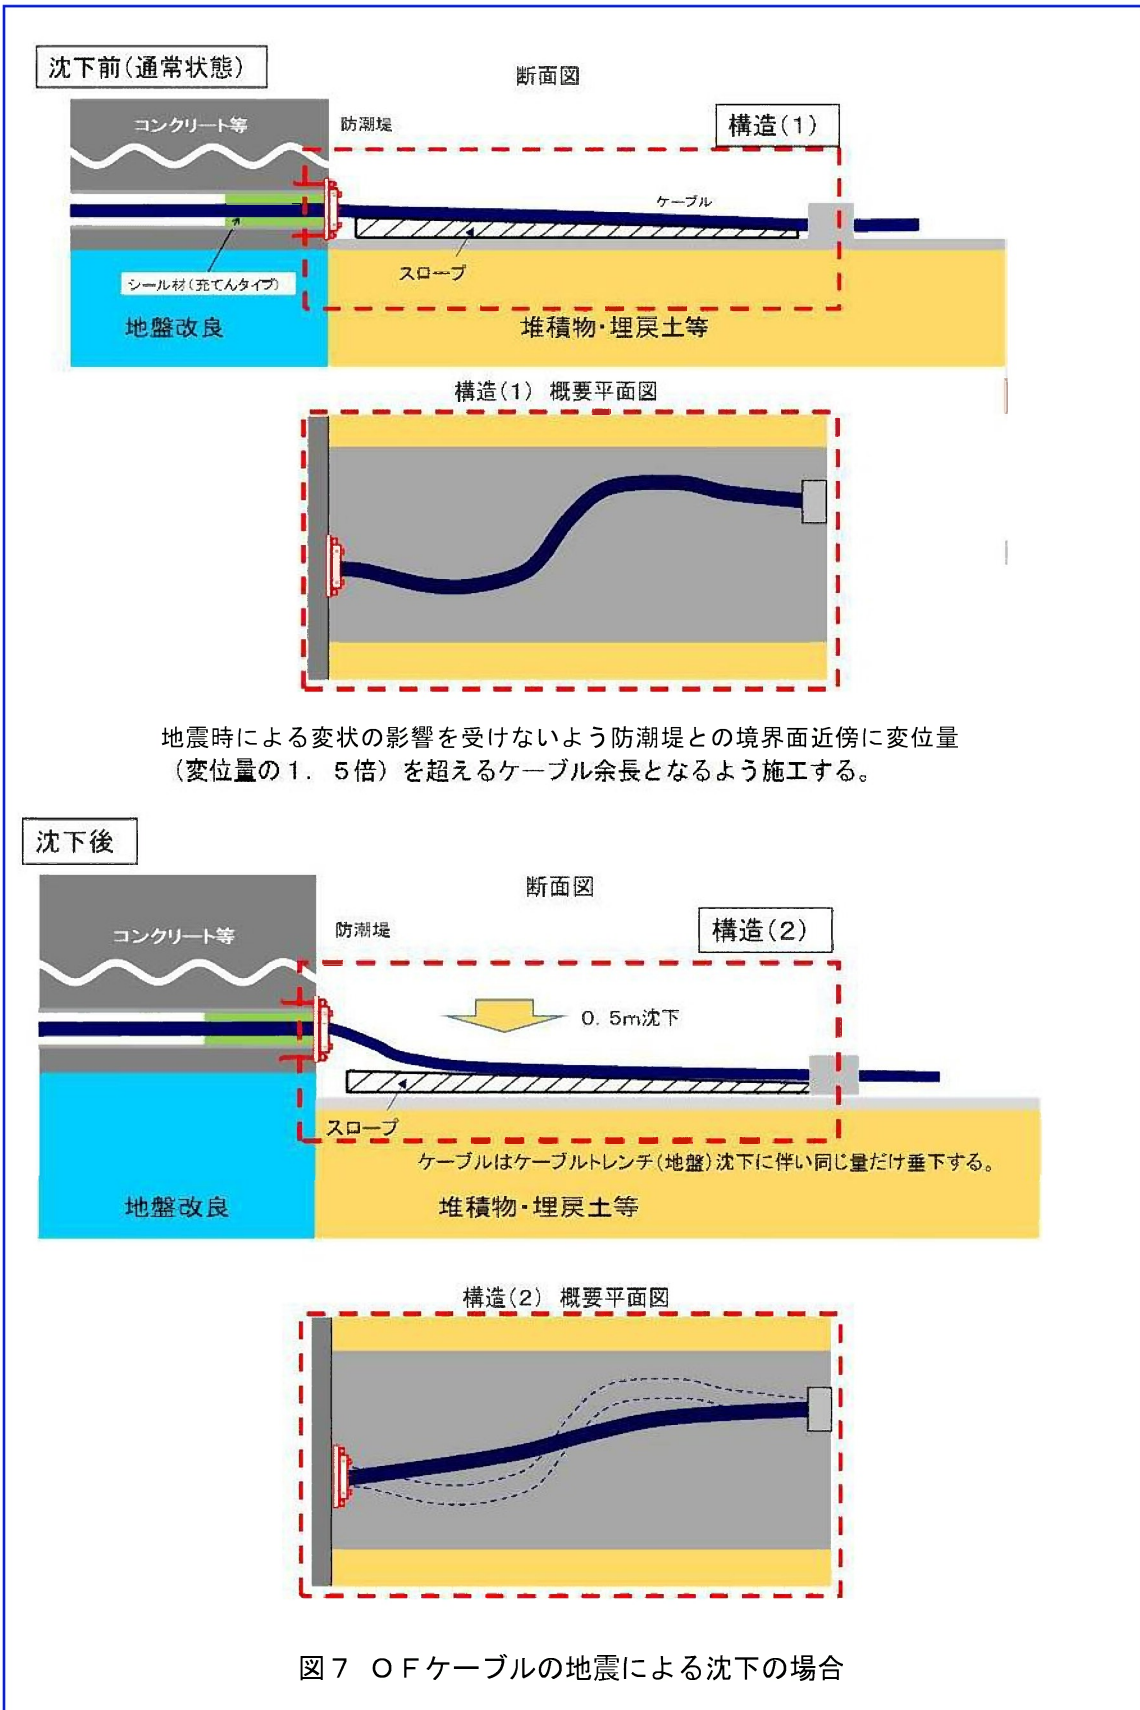 沈下前(通常状態)
断面図
コンクリート等
防潮堤
構造(1)
ケーブル
スロープ
シール材(充てんタイプ)
地盤改良
堆積物・埋戻土等
構造(1) 概要平面図
地震時による変状の影響を受けないよう防潮堤との境界面近傍に変位量
(変位量の1.5倍)を超えるケーブル余長となるよう施工する。
沈下後
断面図
コンクリート等
防潮堤
構造(2)
0.5m沈下
スロープ
ケーブルはケーブルトレンチ(地盤)沈下に伴い同じ量だけ垂下する。
地盤改良
堆積物・埋戻土等
構造(2) 概要平面図
図7 OFケーブルの地震による沈下の場合